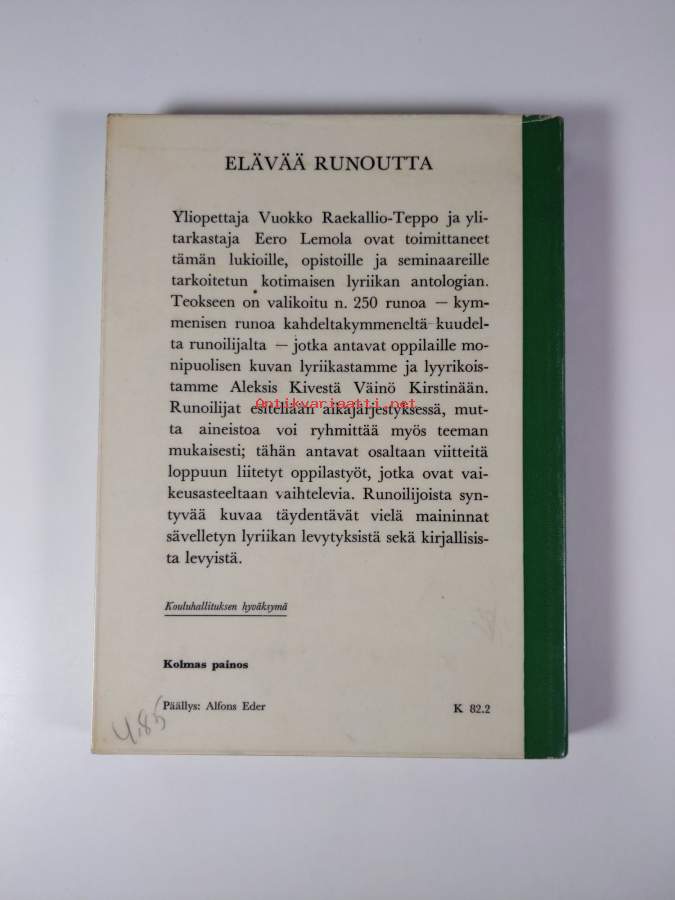 ELÄVÄÄ RUNOUTTA
Yliopettaja Vuokko Raekallio-Teppo ja yli-
tarkastaja Eero Lemola ovat toimittaneet
tämän lukioille, opistoille ja seminaareille
tarkoitetun kotimaisen lyriikan antologian.
Teokseen on valikoitu n. 250 runoa — kym-
menisen runoa kahdeltakymmeneltä kuudel-
ta runoilijalta — jotka antavat oppilaille mo-
nipuolisen kuvan lyriikastamme ja lyyrikois-
tamme Aleksis Kivestä Väinö Kirstinään.
Antikvariaatti.net
Runoilijat esitellään aikajärjestyksessä, mut-
ta aineistoa voi ryhmittää myös teeman
mukaisesti; tähän antavat osaltaan viitteitä
loppuun liitetyt oppilastyöt, jotka ovat vai-
keusasteeltaan vaihtelevia. Runoilijoista syn-
tyvää kuvaa täydentävät vielä maininnat
sävelletyn lyriikan levytyksistä sekä kirjallisis-
ta levyistä.
Kouluhallituksen hyväksymä
Kolmas painos
Päällys: Alfons Eder K 82.2
4,85